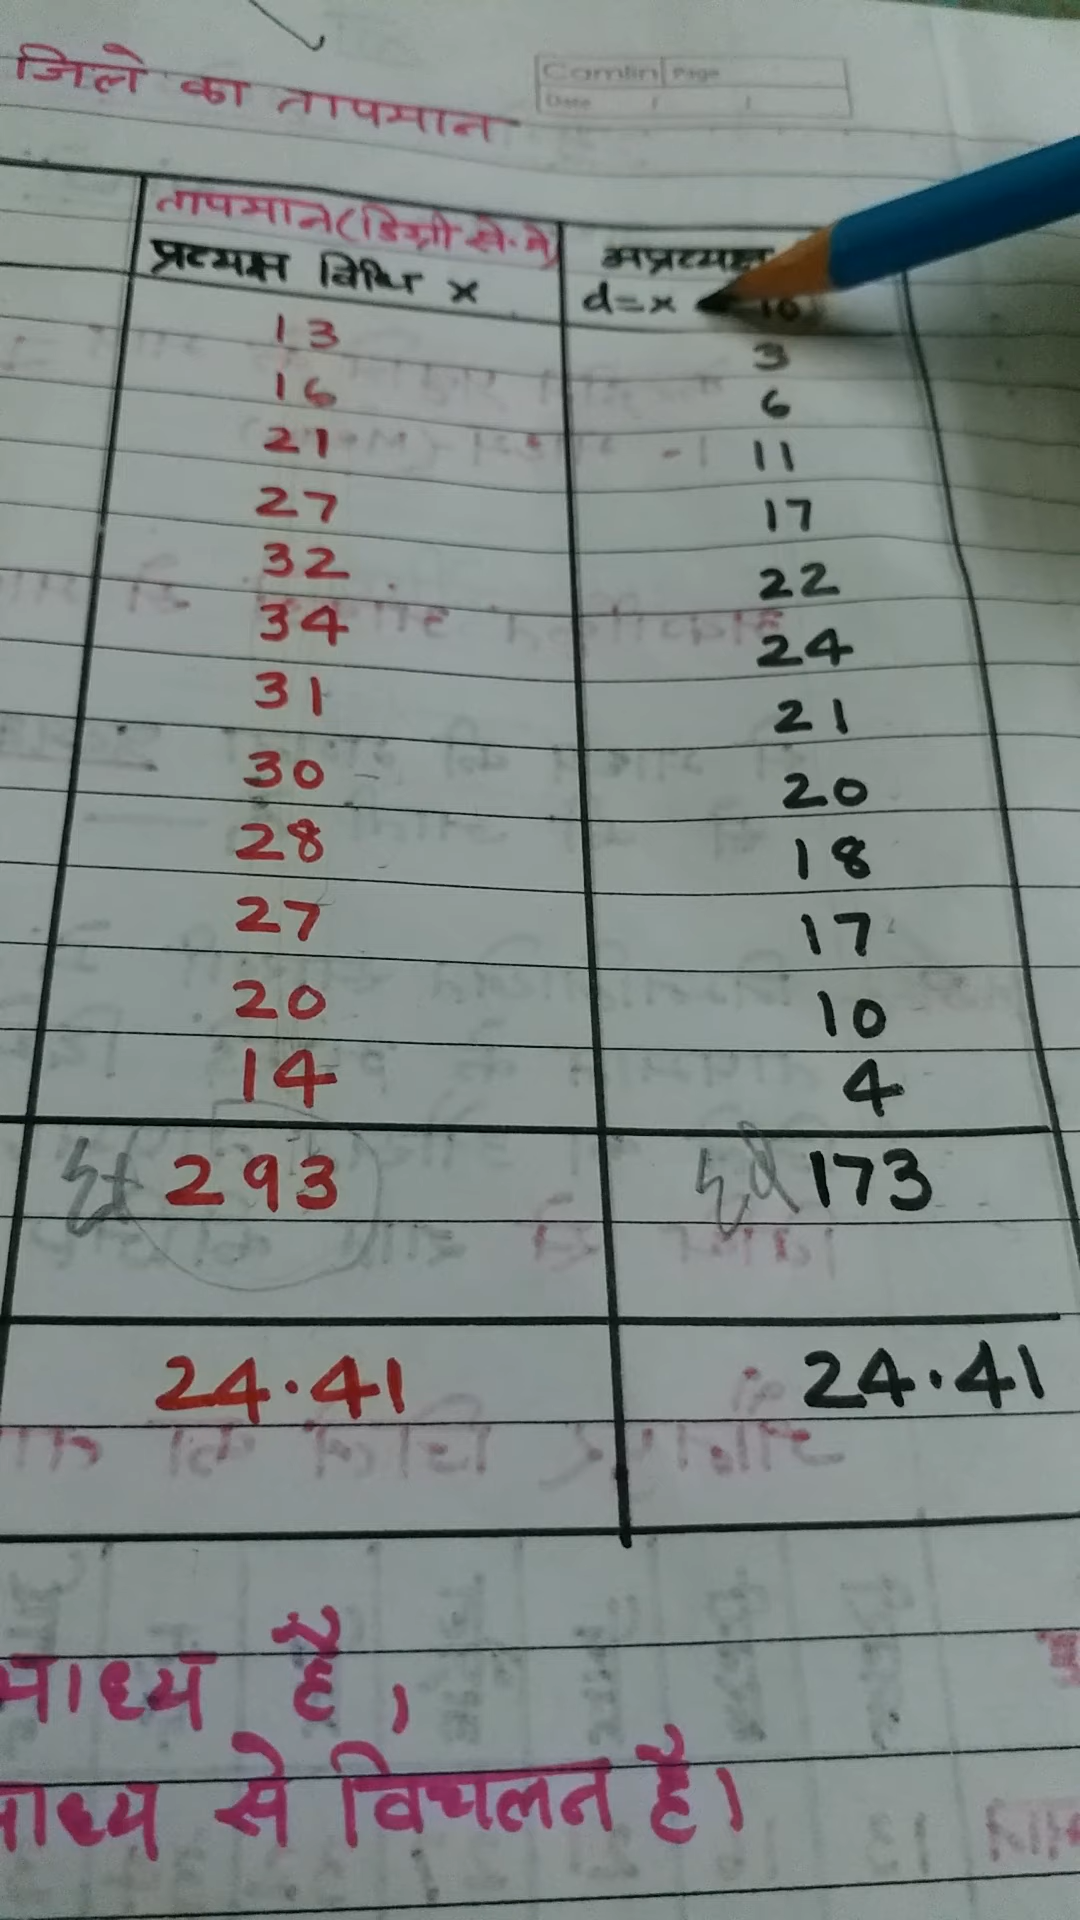 जिले का तापमान
Camlin Page
Date / /
तापमान (डिग्री से. मे)
प्रत्यक्ष विधि x
अप्रत्यक्ष
d = x 10
13 3
16 6
21 11
27 17
32 22
34 24
31 21
30 20
28 18
27 17
20 10
14 4
Σx 293 Σd 173
24.41 24.41
माध्य है,
माध्य से विचलन है।